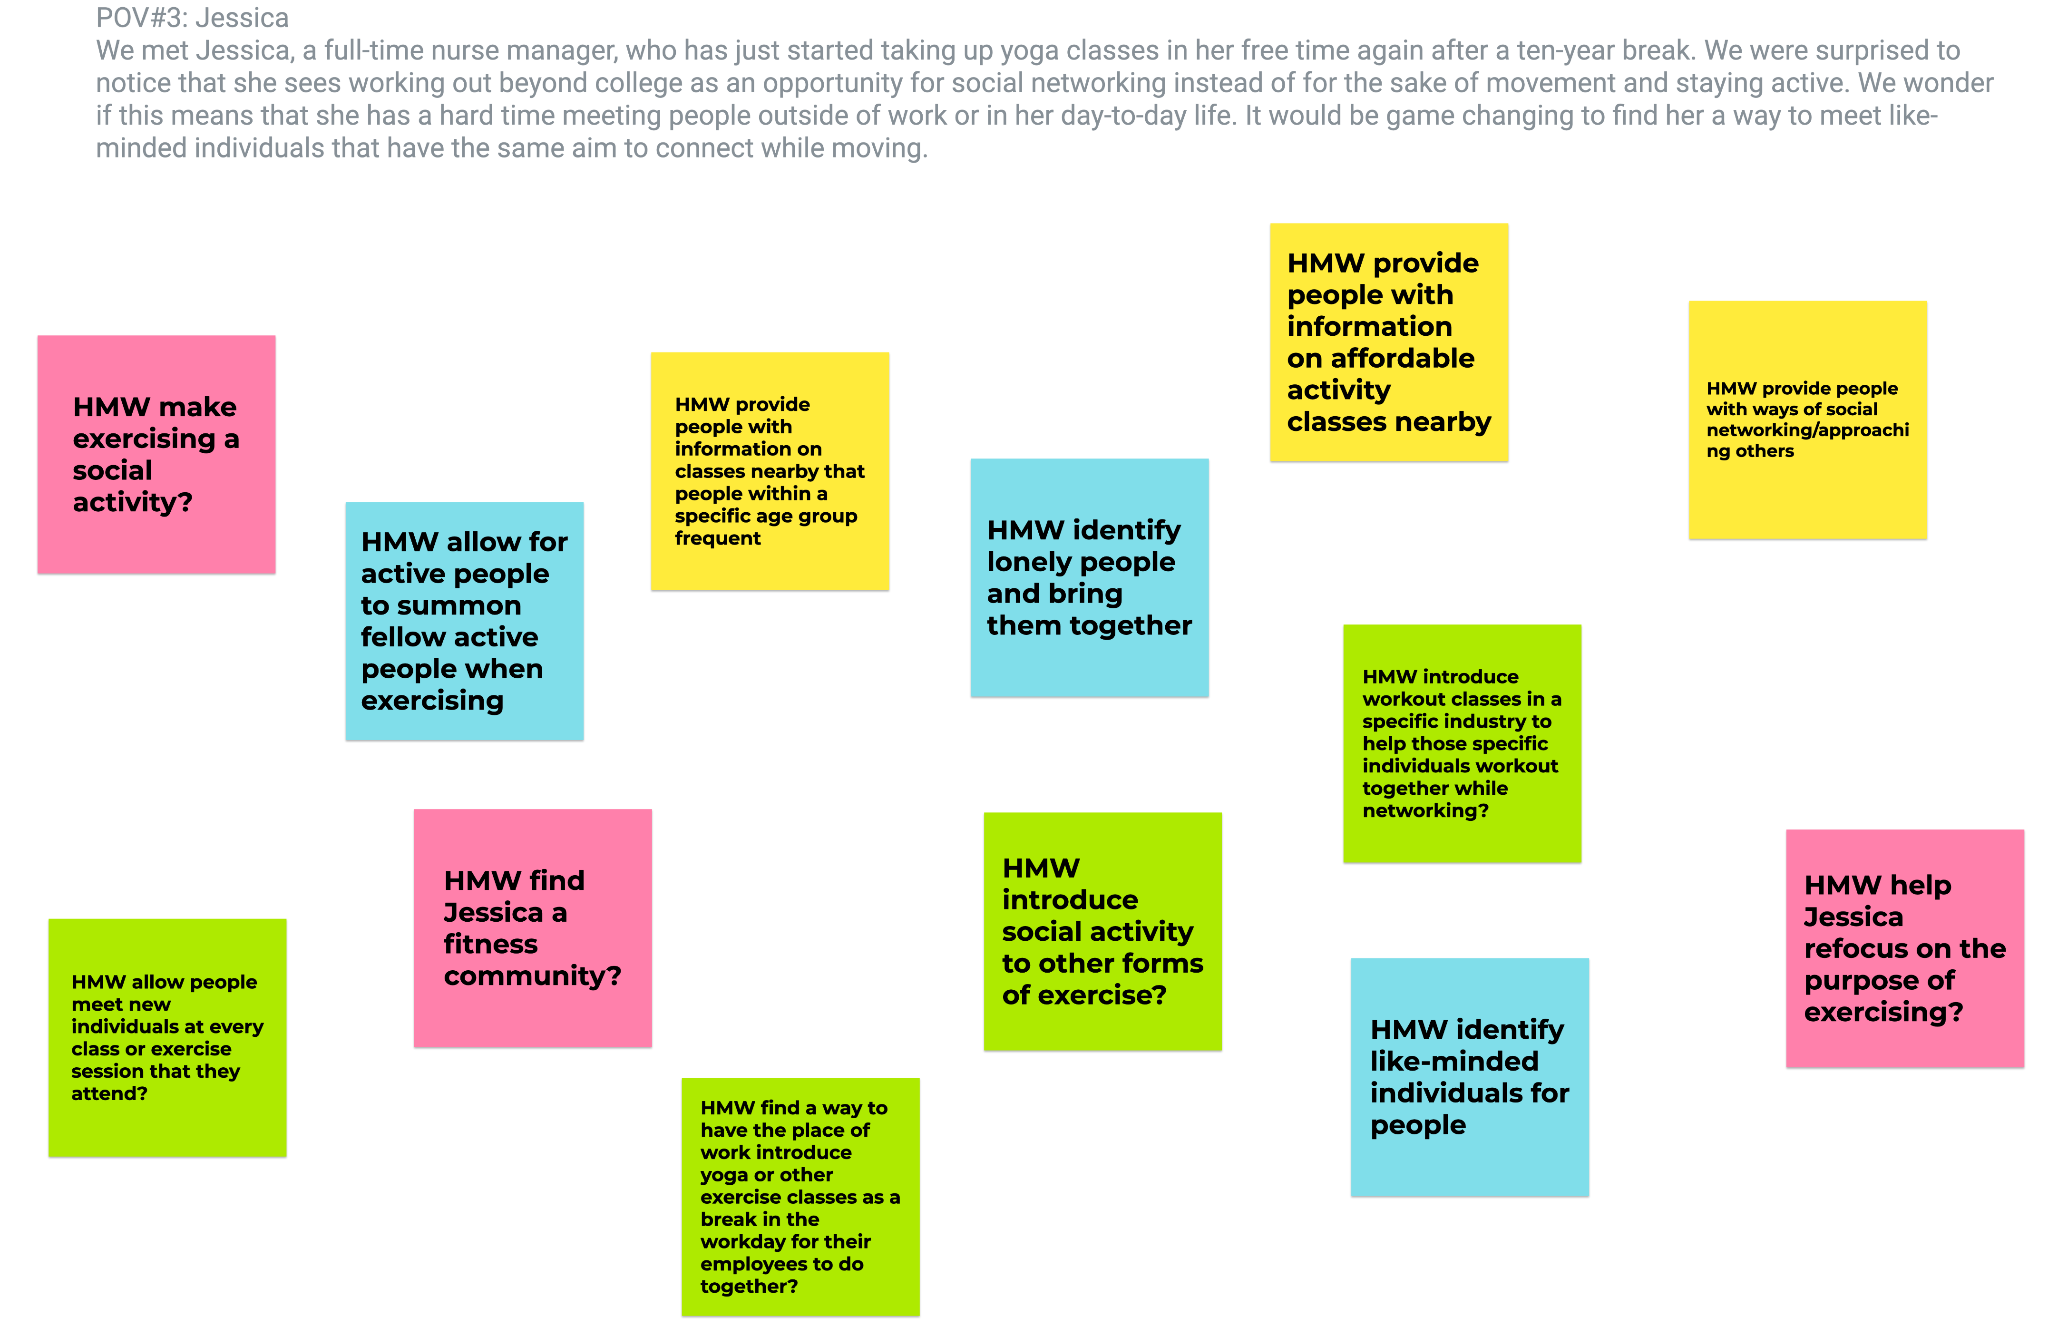 POV#3: Jessica
We met Jessica, a full-time nurse manager, who has just started taking up yoga classes in her free time again after a ten-year break. We were surprised to
notice that she sees working out beyond college as an opportunity for social networking instead of for the sake of movement and staying active. We wonder
if this means that she has a hard time meeting people outside of work or in her day-to-day life. It would be game changing to find her a way to meet like-
minded individuals that have the same aim to connect while moving.
HMW make
exercising a
social
activity?
HMW allow for
active people
to summon
fellow active
people when
exercising
HMW provide
people with
information on
classes nearby that
people within a
specific age group
frequent
HMW identify
lonely people
and bring
them together
HMW provide
people with
information
on affordable
activity
classes nearby
HMW provide people
with ways of social
networking/approachi
ng others
HMW introduce
workout classes in a
specific industry to
help those specific
individuals workout
together while
networking?
HMW allow people
meet new
individuals at every
class or exercise
session that they
attend?
HMW find
Jessica a
fitness
community?
HMW find a way to
have the place of
work introduce
yoga or other
exercise classes as a
break in the
workday for their
employees to do
together?
HMW
introduce
social activity
to other forms
of exercise?
HMW identify
like-minded
individuals for
people
HMW help
Jessica
refocus on the
purpose of
exercising?